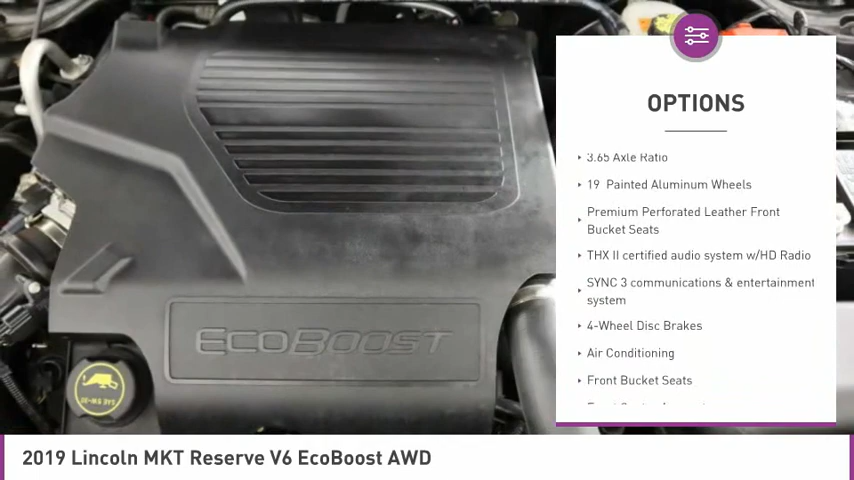 OPTIONS
3.65 Axle Ratio
19 Painted Aluminum Wheels
Premium Perforated Leather Front
Bucket Seats
THX II certified audio system w/HD Radio
SYNC 3 communications & entertainment
system
4-Wheel Disc Brakes
Air Conditioning
Front Bucket Seats
ECOBOOST
2019 Lincoln MKT Reserve V6 EcoBoost AWD